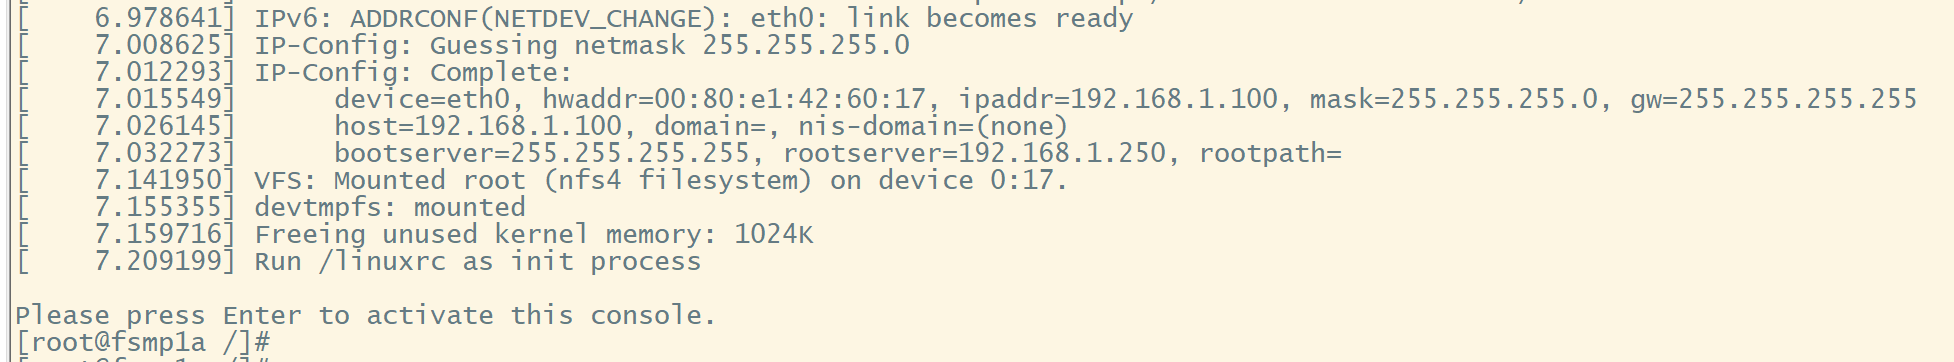 [    6.978641] IPv6: ADDRCONF(NETDEV_CHANGE): eth0: link becomes ready
[    7.008625] IP-Config: Guessing netmask 255.255.255.0
[    7.012293] IP-Config: Complete:
[    7.015549]      device=eth0, hwaddr=00:80:e1:42:60:17, ipaddr=192.168.1.100, mask=255.255.255.0, gw=255.255.255.255
[    7.026145]      host=192.168.1.100, domain=, nis-domain=(none)
[    7.032273]      bootserver=255.255.255.255, rootserver=192.168.1.250, rootpath=
[    7.141950] VFS: Mounted root (nfs4 filesystem) on device 0:17.
[    7.155355] devtmpfs: mounted
[    7.159716] Freeing unused kernel memory: 1024K
[    7.209199] Run /linuxrc as init process
Please press Enter to activate this console.
[root@fsmp1a /]#